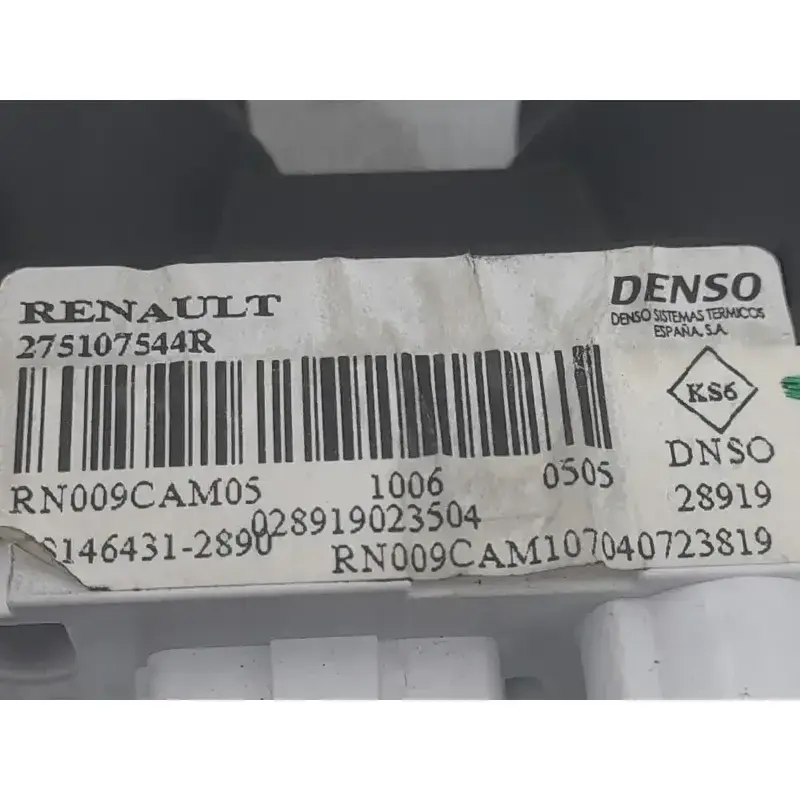 RENAULT
275107544R
DENSO
DENSO SISTEMAS TERMICOS
ESPAÑA, S.A.
KS6
DNSO
RN009CAM05 1006 0505
28919
028919023504
146431-2890
RN009CAM107040723819